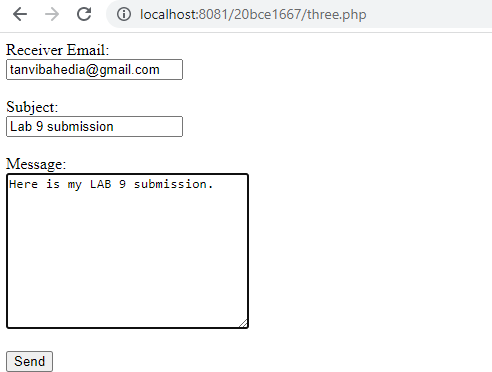 localhost:8081/20bce1667/three.php
Receiver Email:
tanvibahedia@gmail.com
Subject:
Lab 9 submission
Message:
Here is my LAB 9 submission.
Send